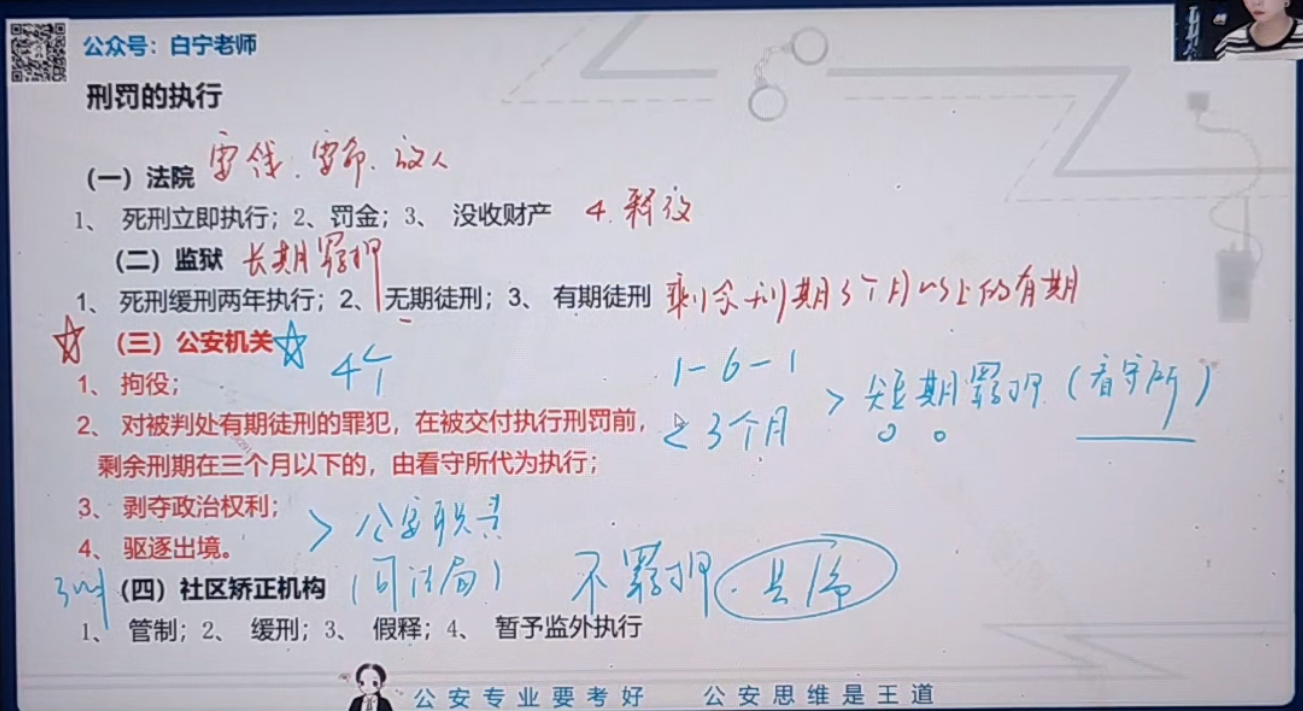 公众号：白宁老师
刑罚的执行
要钱、要命、放人
（一）法院
1、 死刑立即执行；2、罚金；3、 没收财产 4.释放
（二）监狱 长期羁押
1、 死刑缓刑两年执行；2、 无期徒刑；3、 有期徒刑 剩余刑期3个月以上的有期
（三）公安机关
4个
1、 拘役； 1-6-1
2、 对被判处有期徒刑的罪犯，在被交付执行刑罚前， ≤3个月 > 短期羁押（看守所）
剩余刑期在三个月以下的，由看守所代为执行；
3、 剥夺政治权利；
4、 驱逐出境。 > 公安职责
（四）社区矫正机构（司法局） 不羁押
1、 管制；2、 缓刑；3、 假释；4、 暂予监外执行
公安专业要考好 公安思维是王道